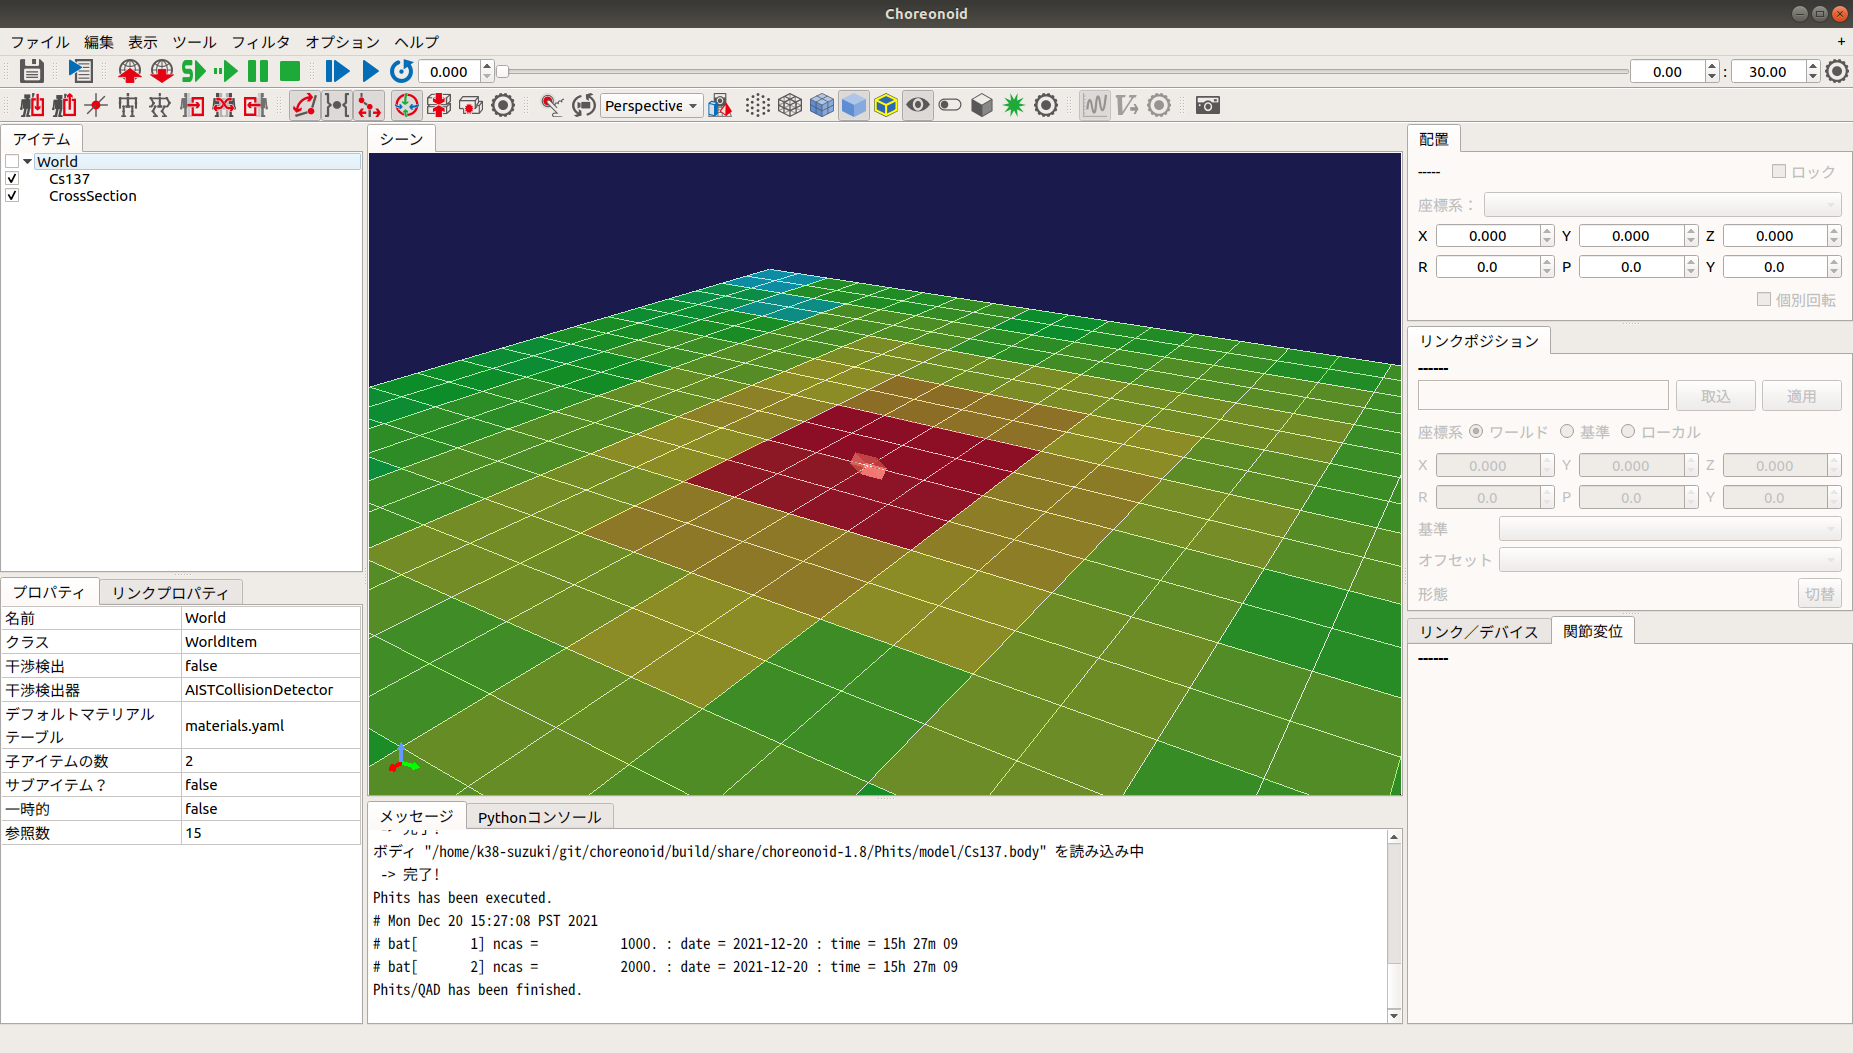 Choreonoid
ファイル 編集 表示 ツール フィルタ オプション ヘルプ +
0.000 0.00 : 30.00
Perspective
アイテム
World
Cs137
CrossSection
プロパティ リンクプロパティ
名前 World
クラス WorldItem
干渉検出 false
干渉検出器 AISTCollisionDetector
デフォルトマテリアル
テーブル materials.yaml
子アイテムの数 2
サブアイテム？ false
一時的 false
参照数 15
シーン
メッセージ Pythonコンソール
-> 完了!
ボディ "/home/k38-suzuki/git/choreonoid/build/share/choreonoid-1.8/Phits/model/Cs137.body" を読み込み中
-> 完了!
Phits has been executed.
# Mon Dec 20 15:27:08 PST 2021
# bat[ 1] ncas = 1000. : date = 2021-12-20 : time = 15h 27m 09
# bat[ 2] ncas = 2000. : date = 2021-12-20 : time = 15h 27m 09
Phits/QAD has been finished.
配置
----- ロック
座標系：
X 0.000 Y 0.000 Z 0.000
R 0.0 P 0.0 Y 0.0
個別回転
リンクポジション
------
取込 適用
座標系 ワールド 基準 ローカル
X 0.000 Y 0.000 Z 0.000
R 0.0 P 0.0 Y 0.0
基準
オフセット
形態 切替
リンク／デバイス 関節変位
------